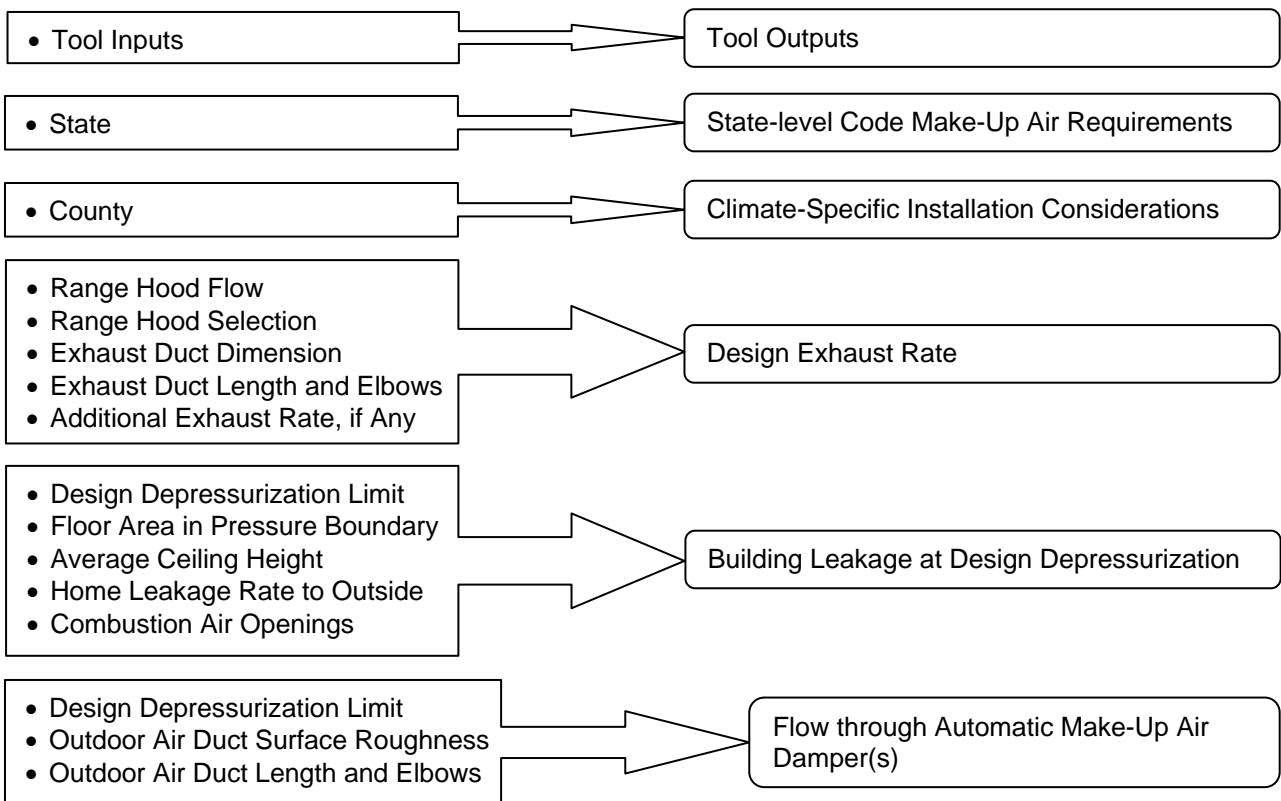 • Tool Inputs
Tool Outputs
• State
State-level Code Make-Up Air Requirements
• County
Climate-Specific Installation Considerations
• Range Hood Flow
• Range Hood Selection
• Exhaust Duct Dimension
• Exhaust Duct Length and Elbows
• Additional Exhaust Rate, if Any
Design Exhaust Rate
• Design Depressurization Limit
• Floor Area in Pressure Boundary
• Average Ceiling Height
• Home Leakage Rate to Outside
• Combustion Air Openings
Building Leakage at Design Depressurization
• Design Depressurization Limit
• Outdoor Air Duct Surface Roughness
• Outdoor Air Duct Length and Elbows
Flow through Automatic Make-Up Air
Damper(s)